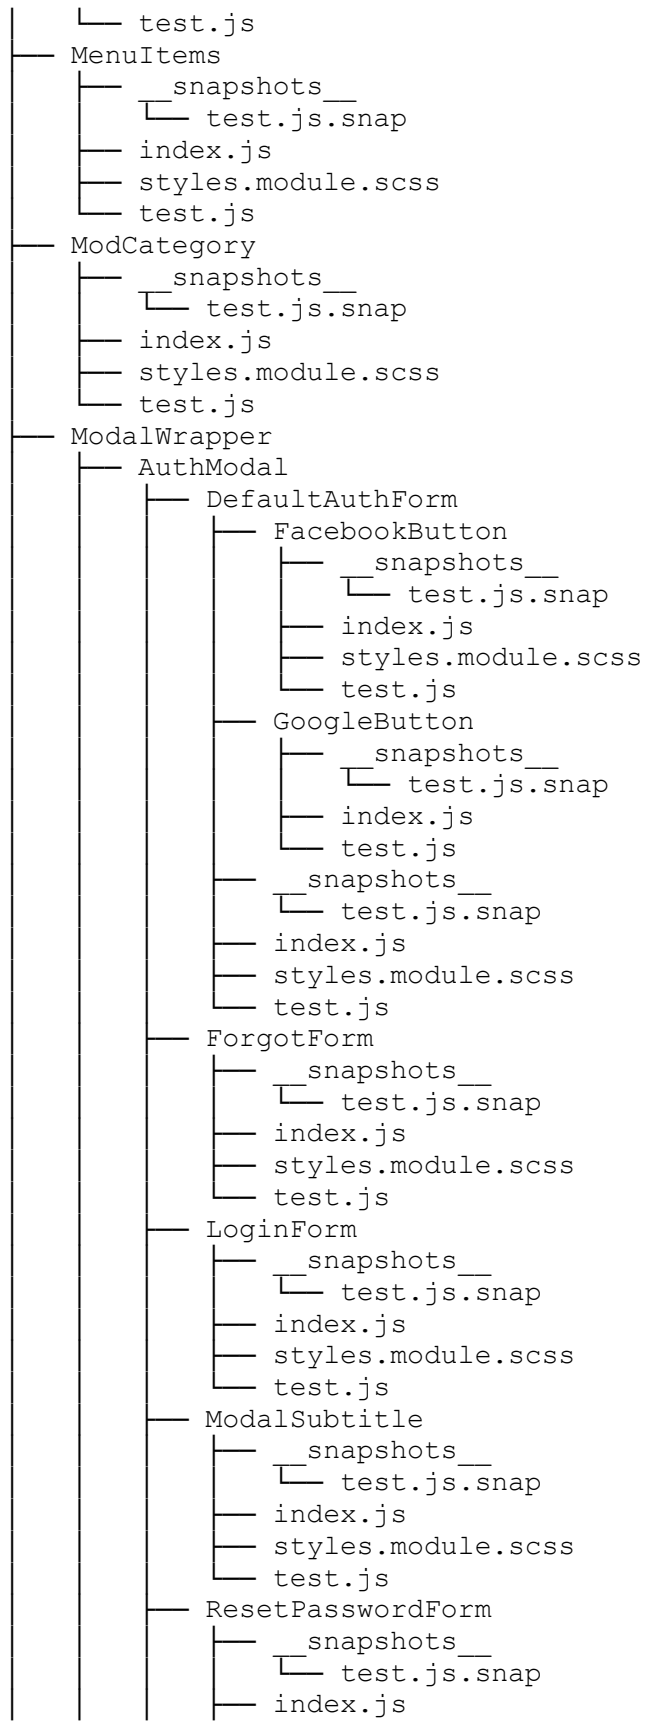 │   └── test.js
├── MenuItems
│   ├── __snapshots__
│   │   └── test.js.snap
│   ├── index.js
│   ├── styles.module.scss
│   └── test.js
├── ModCategory
│   ├── __snapshots__
│   │   └── test.js.snap
│   ├── index.js
│   ├── styles.module.scss
│   └── test.js
├── ModalWrapper
│   ├── AuthModal
│   │   ├── DefaultAuthForm
│   │   │   ├── FacebookButton
│   │   │   │   ├── __snapshots__
│   │   │   │   │   └── test.js.snap
│   │   │   │   ├── index.js
│   │   │   │   ├── styles.module.scss
│   │   │   │   └── test.js
│   │   │   ├── GoogleButton
│   │   │   │   ├── __snapshots__
│   │   │   │   │   └── test.js.snap
│   │   │   │   ├── index.js
│   │   │   │   └── test.js
│   │   │   ├── __snapshots__
│   │   │   │   └── test.js.snap
│   │   │   ├── index.js
│   │   │   ├── styles.module.scss
│   │   │   └── test.js
│   │   ├── ForgotForm
│   │   │   ├── __snapshots__
│   │   │   │   └── test.js.snap
│   │   │   ├── index.js
│   │   │   ├── styles.module.scss
│   │   │   └── test.js
│   │   ├── LoginForm
│   │   │   ├── __snapshots__
│   │   │   │   └── test.js.snap
│   │   │   ├── index.js
│   │   │   ├── styles.module.scss
│   │   │   └── test.js
│   │   ├── ModalSubtitle
│   │   │   ├── __snapshots__
│   │   │   │   └── test.js.snap
│   │   │   ├── index.js
│   │   │   ├── styles.module.scss
│   │   │   └── test.js
│   │   ├── ResetPasswordForm
│   │   │   ├── __snapshots__
│   │   │   │   └── test.js.snap
│   │   │   ├── index.js